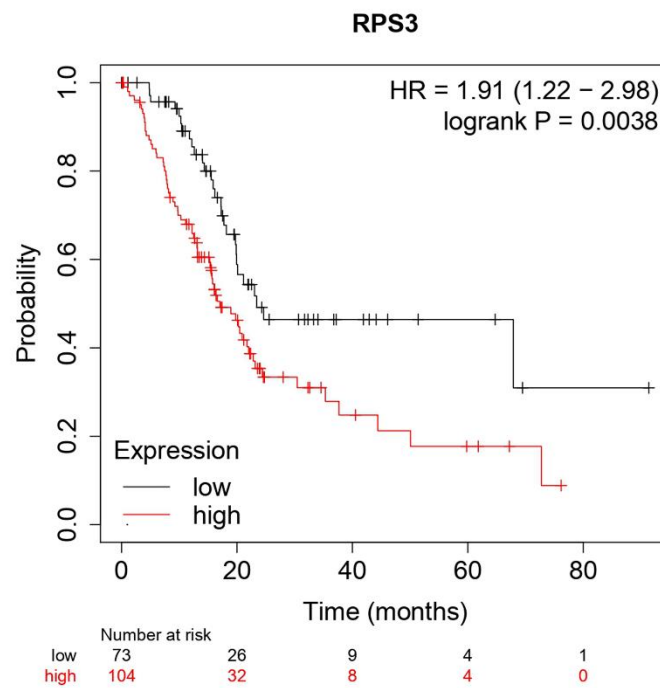 RPS3
HR = 1.91 (1.22 − 2.98)
logrank P = 0.0038
Probability
1.0
0.8
0.6
0.4
0.2
0.0
Expression
low
high
0 20 40 60 80
Time (months)
Number at risk
low 73 26 9 4 1
high 104 32 8 4 0